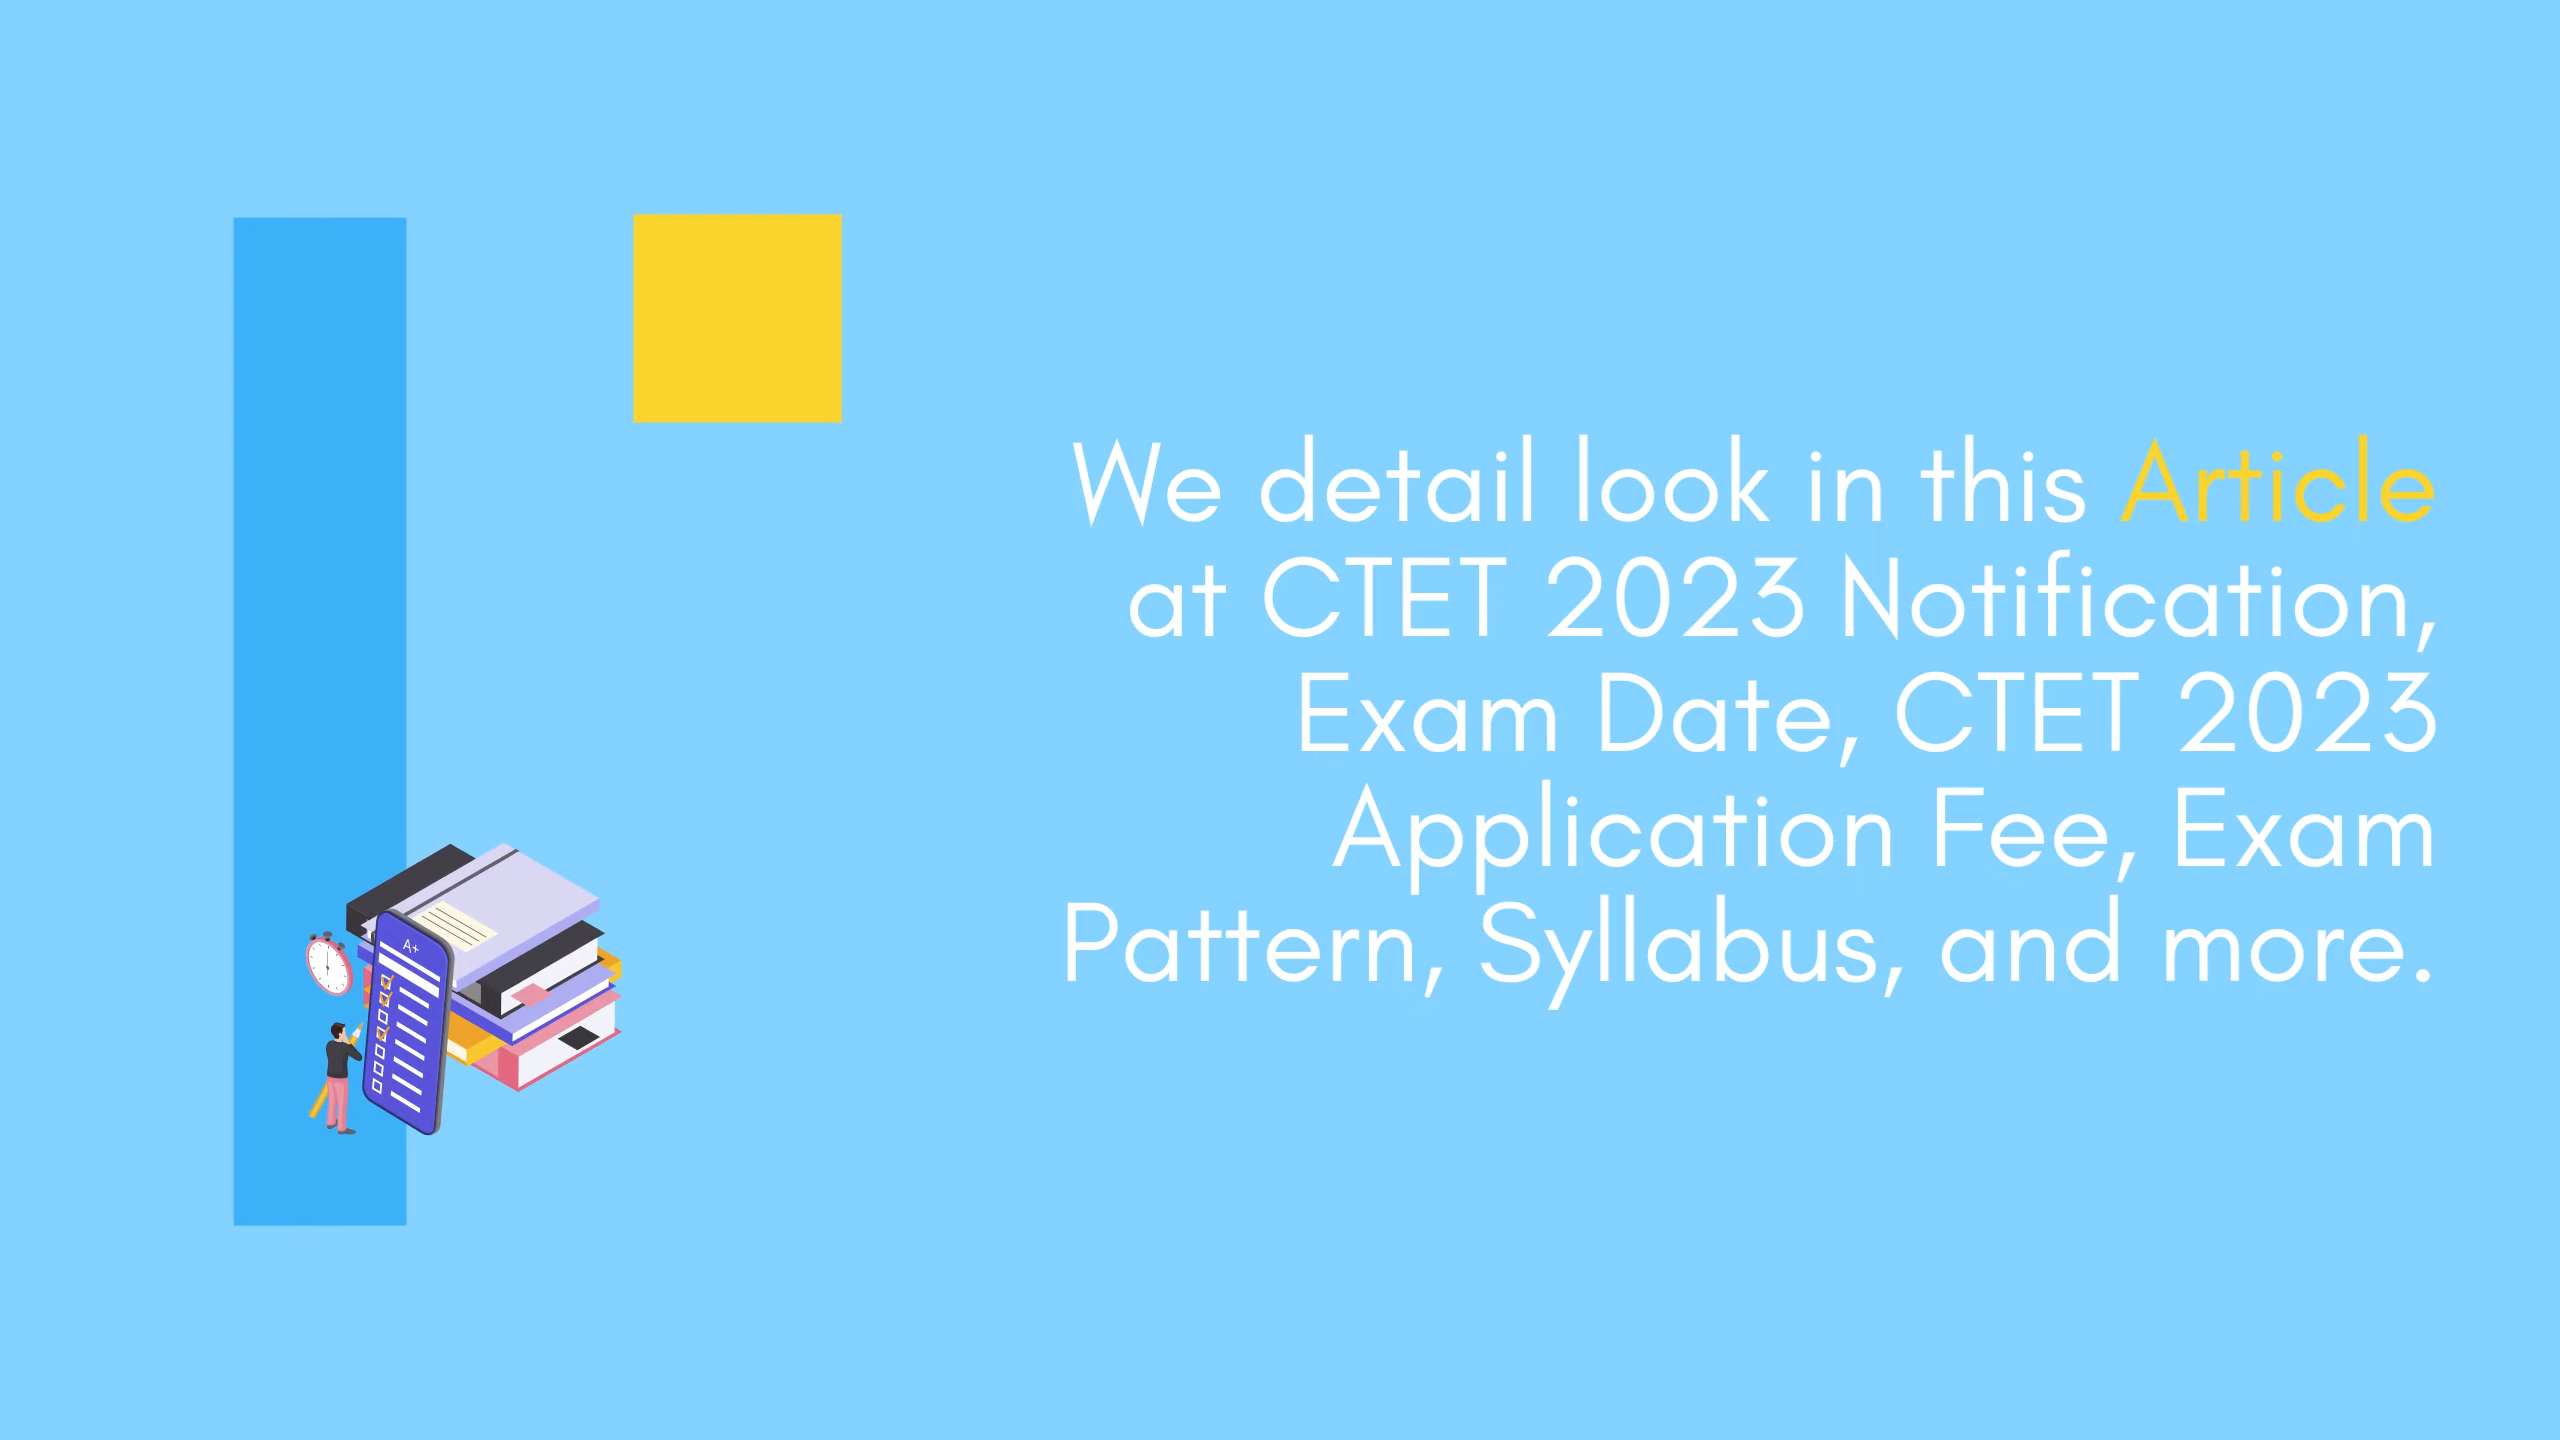 We detail look in this Article
at CTET 2023 Notification,
Exam Date, CTET 2023
Application Fee, Exam
Pattern, Syllabus, and more.
A+